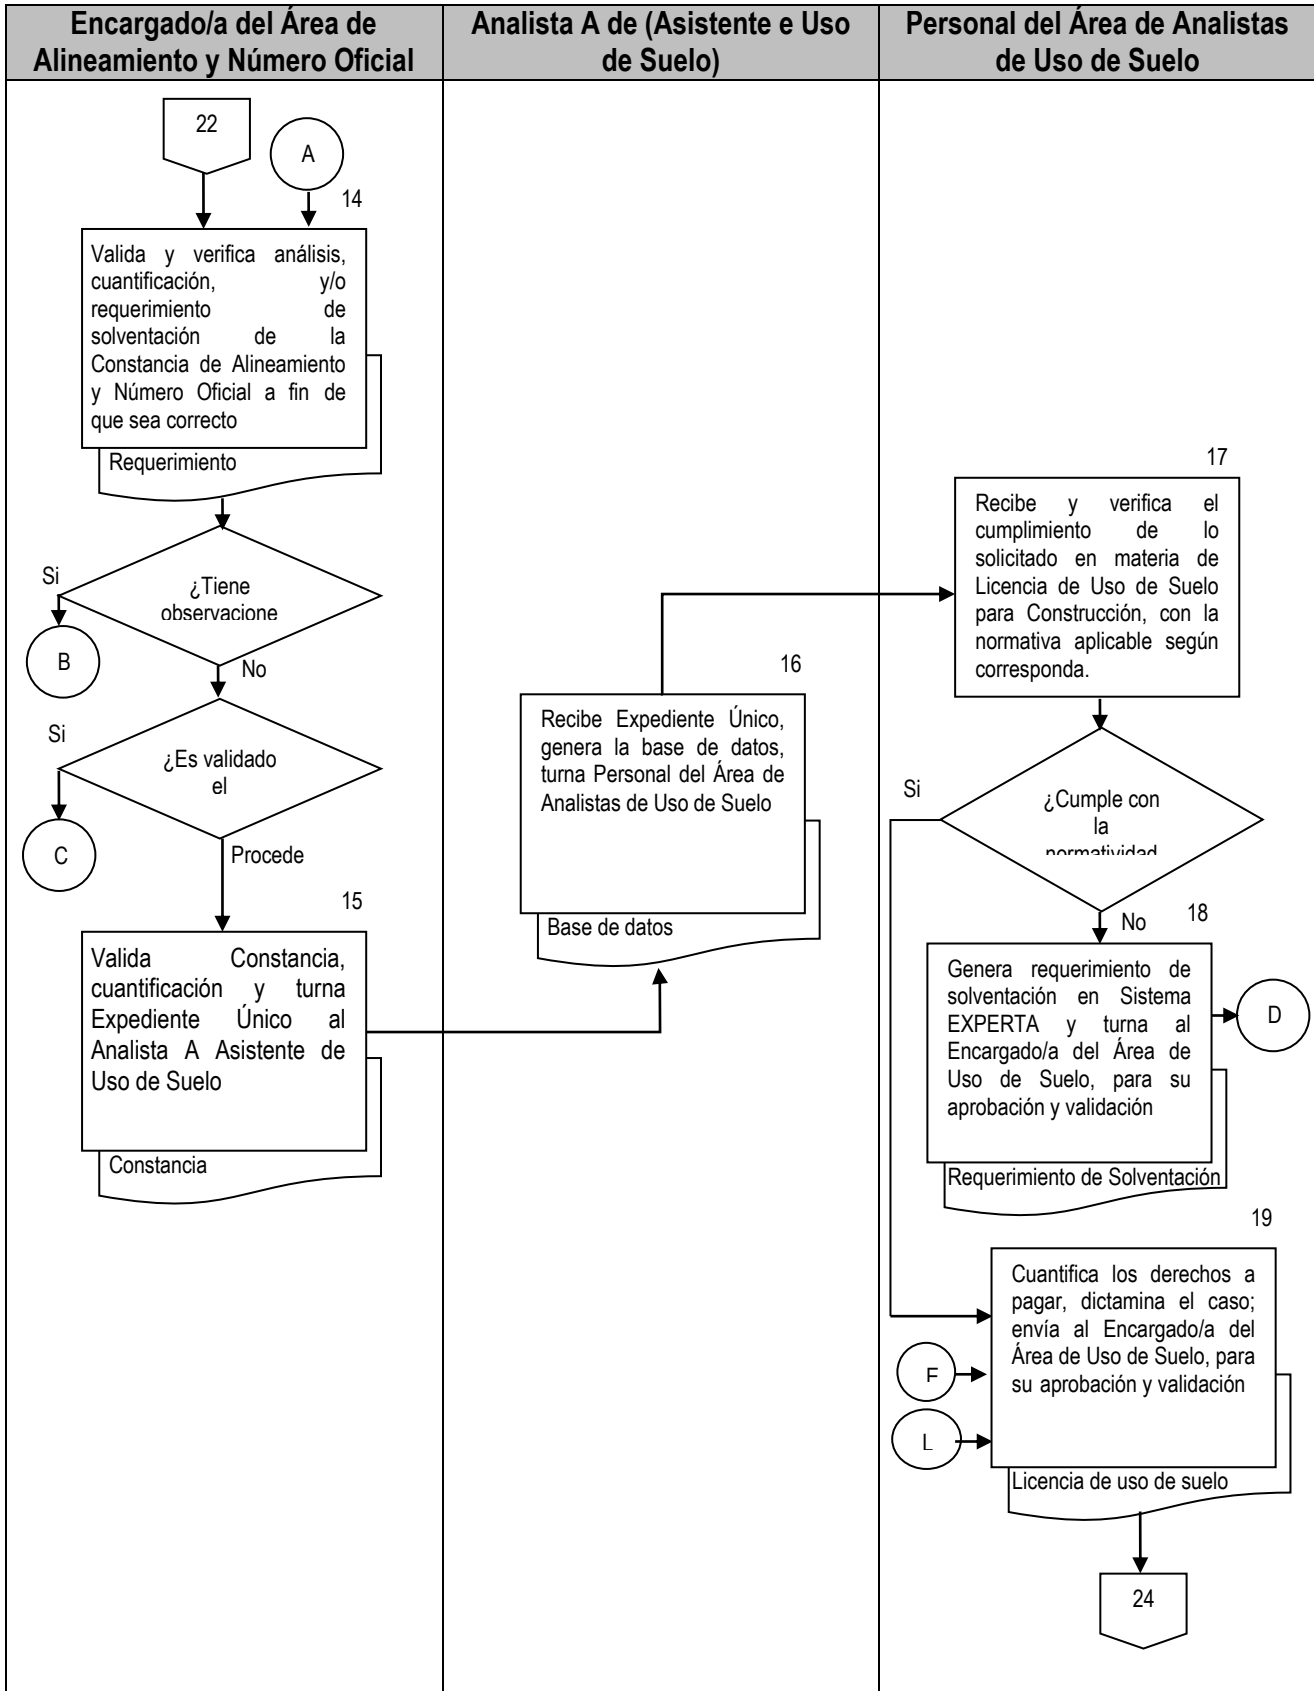 Encargado/a del Área de
Alineamiento y Número Oficial
Analista A de (Asistente e Uso
de Suelo)
Personal del Área de Analistas
de Uso de Suelo
22
A
14
Valida y verifica análisis,
cuantificación, y/o
requerimiento de
solventación de la
Constancia de Alineamiento
y Número Oficial a fin de
que sea correcto
Requerimiento
¿Tiene
observacione
Si
B
No
¿Es validado
el
Si
C
Procede
15
Valida Constancia,
cuantificación y turna
Expediente Único al
Analista A Asistente de
Uso de Suelo
Constancia
16
Recibe Expediente Único,
genera la base de datos,
turna Personal del Área de
Analistas de Uso de Suelo
Base de datos
17
Recibe y verifica el
cumplimiento de lo
solicitado en materia de
Licencia de Uso de Suelo
para Construcción, con la
normativa aplicable según
corresponda.
Si
¿Cumple con
la
normatividad
No
18
Genera requerimiento de
solventación en Sistema
EXPERTA y turna al
Encargado/a del Área de
Uso de Suelo, para su
aprobación y validación
D
Requerimiento de Solventación
19
Cuantifica los derechos a
pagar, dictamina el caso;
envía al Encargado/a del
Área de Uso de Suelo, para
su aprobación y validación
L
Licencia de uso de suelo
24